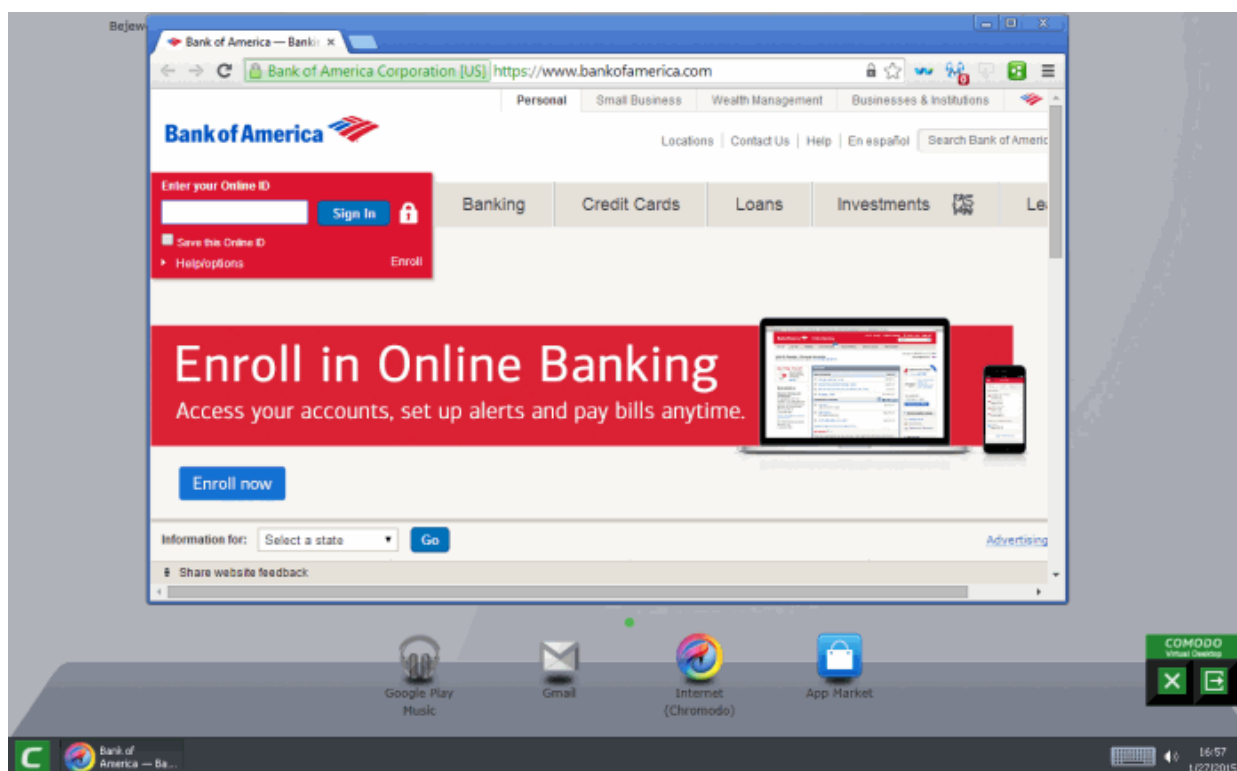 Bejew
Bank of America — Bankin
Bank of America Corporation [US] https://www.bankofamerica.com
Personal Small Business Wealth Management Businesses & Institutions
Bank of America
Locations Contact Us Help En español Search Bank of Americ
Enter your Online ID
Sign In
Banking Credit Cards Loans Investments Le
Save this Online ID
Help/options Enroll
Enroll in Online Banking
Access your accounts, set up alerts and pay bills anytime.
Enroll now
Information for: Select a state Go
Advertising
Share website feedback
COMODO
Virtual Desktop
Google Play
Music
Gmail
Internet
(Chromodo)
App Market
C
Bank of
America — Ba...
16:57
1/27/2015